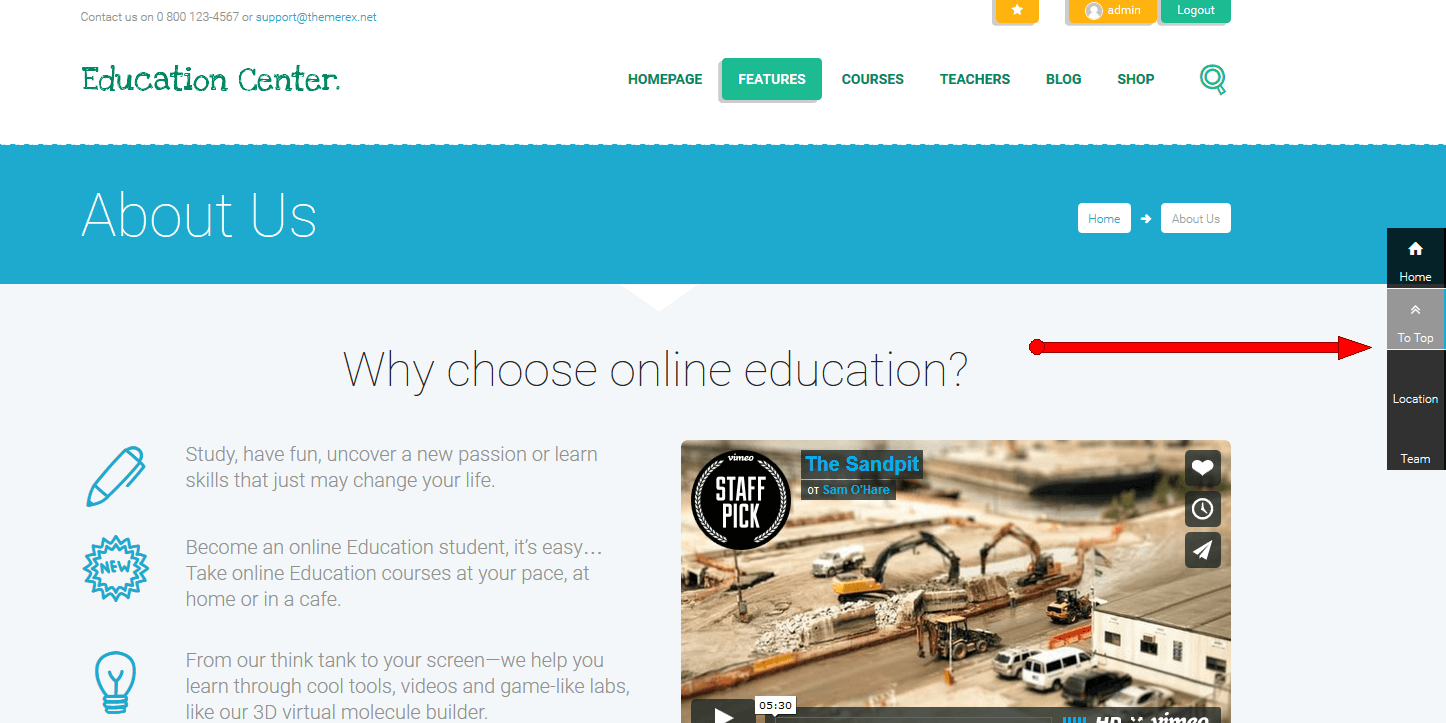 Contact us on 0 800 123-4567 or support@themerex.net
admin
Logout
Education Center.
HOMEPAGE FEATURES COURSES TEACHERS BLOG SHOP
About Us
Home
About Us
Home
To Top
Location
Team
Why choose online education?
Study, have fun, uncover a new passion or learn
skills that just may change your life.
NEW
Become an online Education student, it’s easy…
Take online Education courses at your pace, at
home or in a cafe.
From our think tank to your screen—we help you
learn through cool tools, videos and game-like labs,
like our 3D virtual molecule builder.
vimeo
STAFF
PICK
The Sandpit
от Sam O'Hare
05:30
HD
vimeo